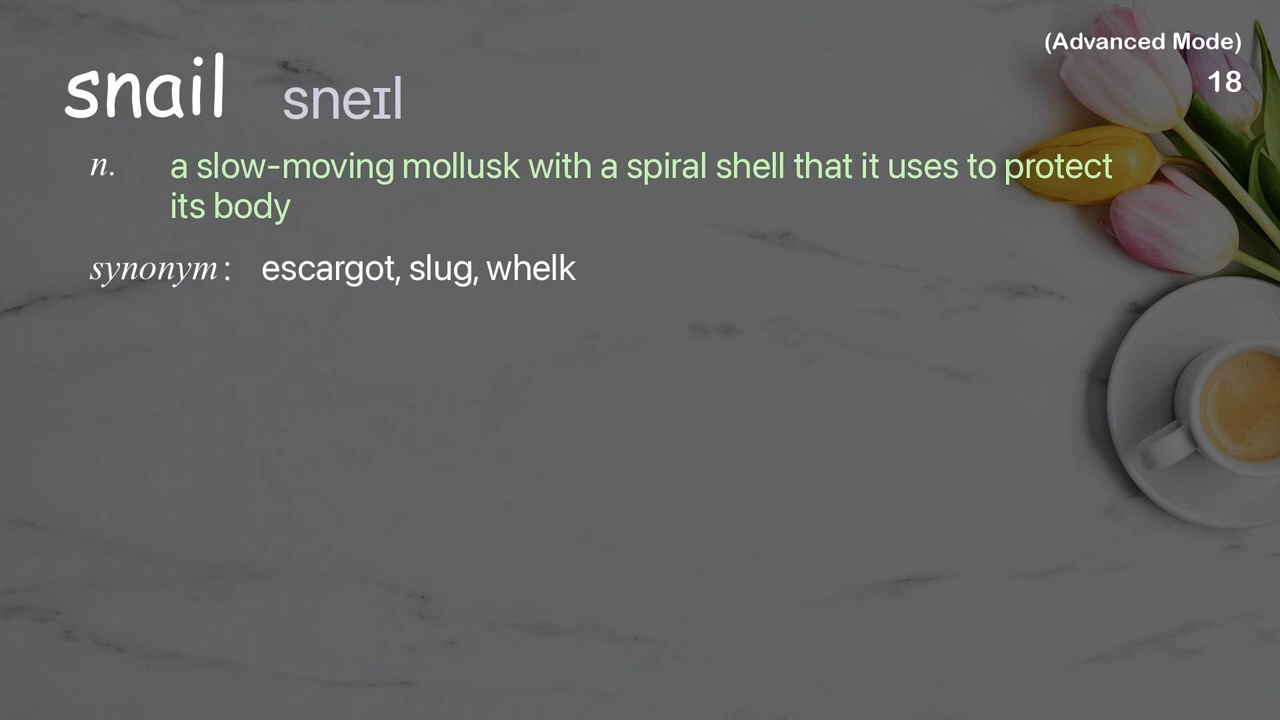 (Advanced Mode)
18
snail sneɪl
n. a slow-moving mollusk with a spiral shell that it uses to protect
its body
synonym: escargot, slug, whelk